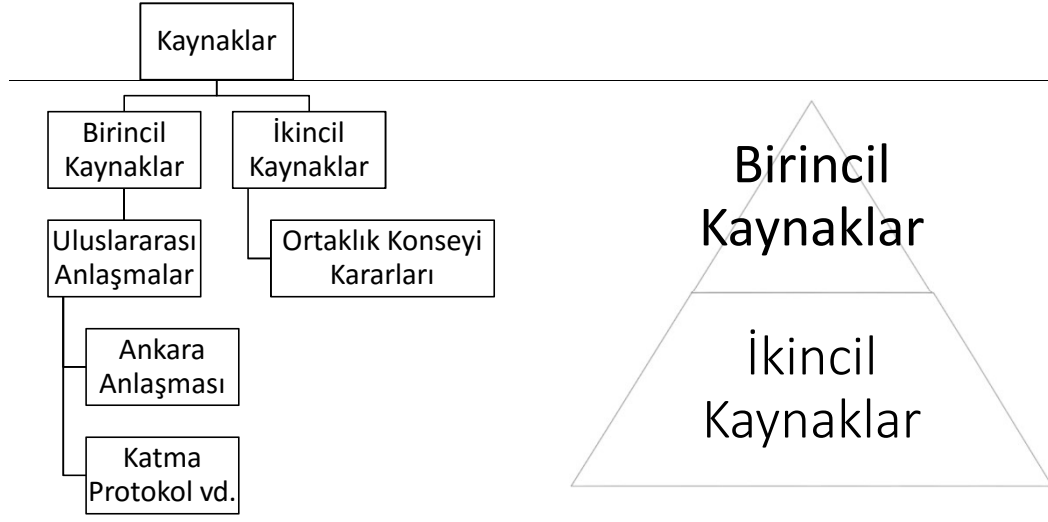 Kaynaklar
Birincil
Kaynaklar
İkincil
Kaynaklar
Uluslararası
Anlaşmalar
Ortaklık Konseyi
Kararları
Ankara
Anlaşması
Katma
Protokol vd.
Birincil
Kaynaklar
İkincil
Kaynaklar